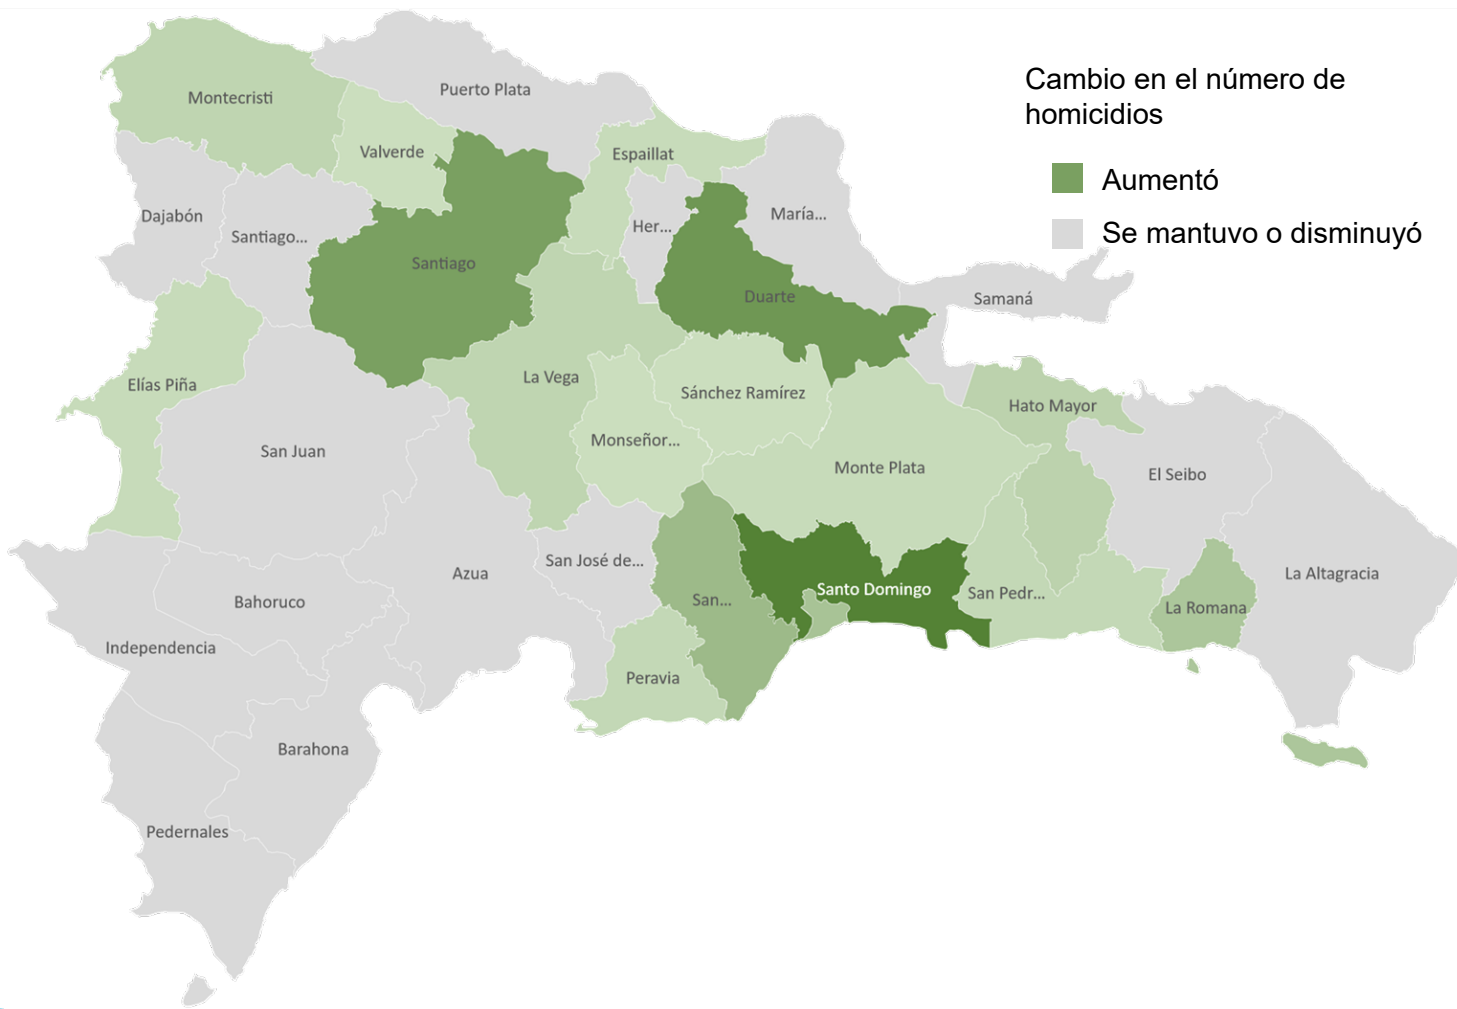 Cambio en el número de
homicidios
Aumentó
Se mantuvo o disminuyó
Puerto Plata
Montecristi
Valverde
Espaillat
Dajabón
Santiago...
Her...
María...
Santiago
Duarte
Samaná
Elías Piña
La Vega
Sánchez Ramírez
Hato Mayor
San Juan
Monseñor...
Monte Plata
El Seibo
Azua
San José de...
Santo Domingo
San Pedr...
La Altagracia
Bahoruco
San...
La Romana
Independencia
Peravia
Barahona
Pedernales